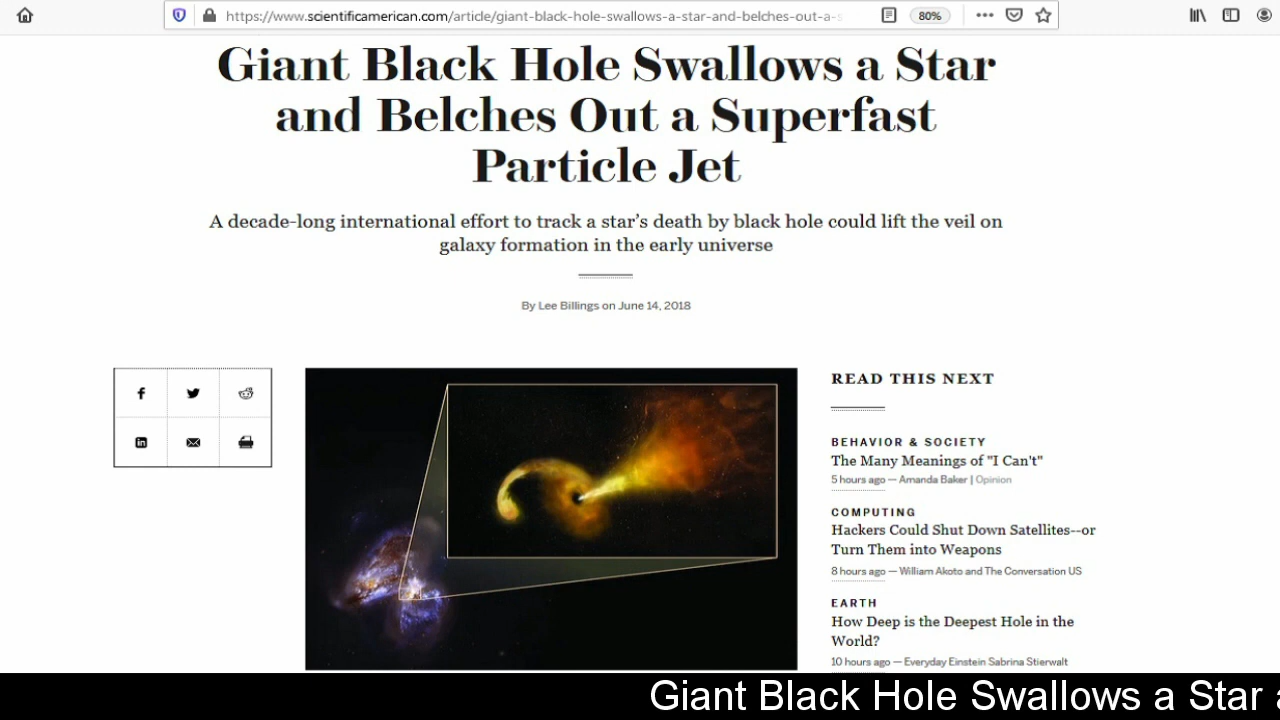 https://www.scientificamerican.com/article/giant-black-hole-swallows-a-star-and-belches-out-a-s
80%
Giant Black Hole Swallows a Star
and Belches Out a Superfast
Particle Jet
A decade-long international effort to track a star’s death by black hole could lift the veil on
galaxy formation in the early universe
By Lee Billings on June 14, 2018
READ THIS NEXT
BEHAVIOR & SOCIETY
The Many Meanings of "I Can't"
5 hours ago — Amanda Baker | Opinion
COMPUTING
Hackers Could Shut Down Satellites--or
Turn Them into Weapons
8 hours ago — William Akoto and The Conversation US
EARTH
How Deep is the Deepest Hole in the
World?
10 hours ago — Everyday Einstein Sabrina Stierwalt
Giant Black Hole Swallows a Star